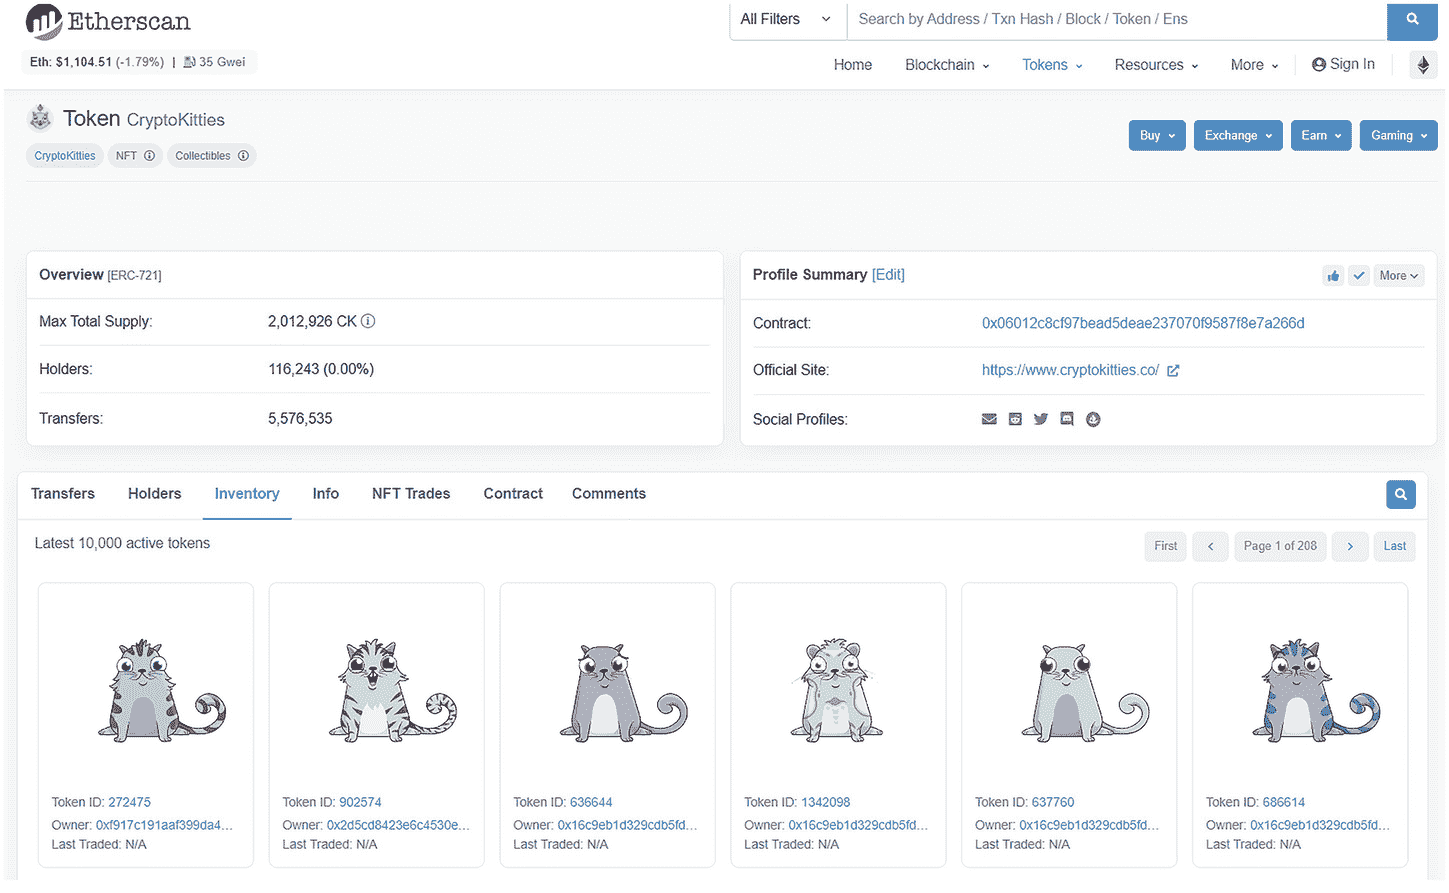 Etherscan
All Filters
Search by Address / Txn Hash / Block / Token / Ens
Eth: $1,104.51 (-1.79%) | 35 Gwei
Home Blockchain Tokens Resources More Sign In
Token CryptoKitties
CryptoKitties NFT Collectibles
Buy Exchange Earn Gaming
Overview [ERC-721]
Max Total Supply: 2,012,926 CK
Holders: 116,243 (0.00%)
Transfers: 5,576,535
Profile Summary [Edit]
More
Contract: 0x06012c8cf97bead5deae237070f9587f8e7a266d
Official Site: https://www.cryptokitties.co/
Social Profiles:
Transfers Holders Inventory Info NFT Trades Contract Comments
Latest 10,000 active tokens
First < Page 1 of 208 > Last
Token ID: 272475
Owner: 0xf917c191aaf399da4...
Last Traded: N/A
Token ID: 902574
Owner: 0x2d5cd8423e6c4530e...
Last Traded: N/A
Token ID: 636644
Owner: 0x16c9eb1d329cdb5fd...
Last Traded: N/A
Token ID: 1342098
Owner: 0x16c9eb1d329cdb5fd...
Last Traded: N/A
Token ID: 637760
Owner: 0x16c9eb1d329cdb5fd...
Last Traded: N/A
Token ID: 686614
Owner: 0x16c9eb1d329cdb5fd...
Last Traded: N/A